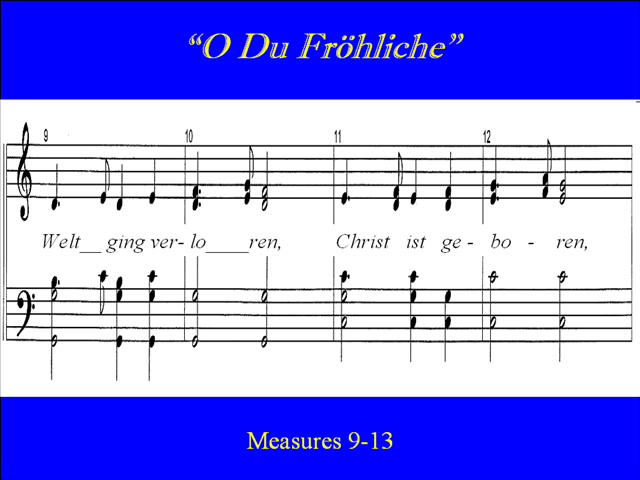 “O Du Fröhliche”
9 10 11 12
Welt__ ging ver- lo____ren, Christ ist ge - bo - ren,
Measures 9-13